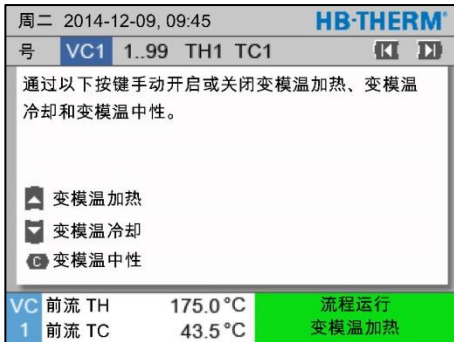 周二 2014-12-09, 09:45 HB-THERM®
号 VC1 1..99 TH1 TC1
通过以下按键手动开启或关闭变模温加热、变模温
冷却和变模温中性。
变模温加热
变模温冷却
C 变模温中性
VC 前流 TH 175.0 °C 流程运行
1 前流 TC 43.5 °C 变模温加热